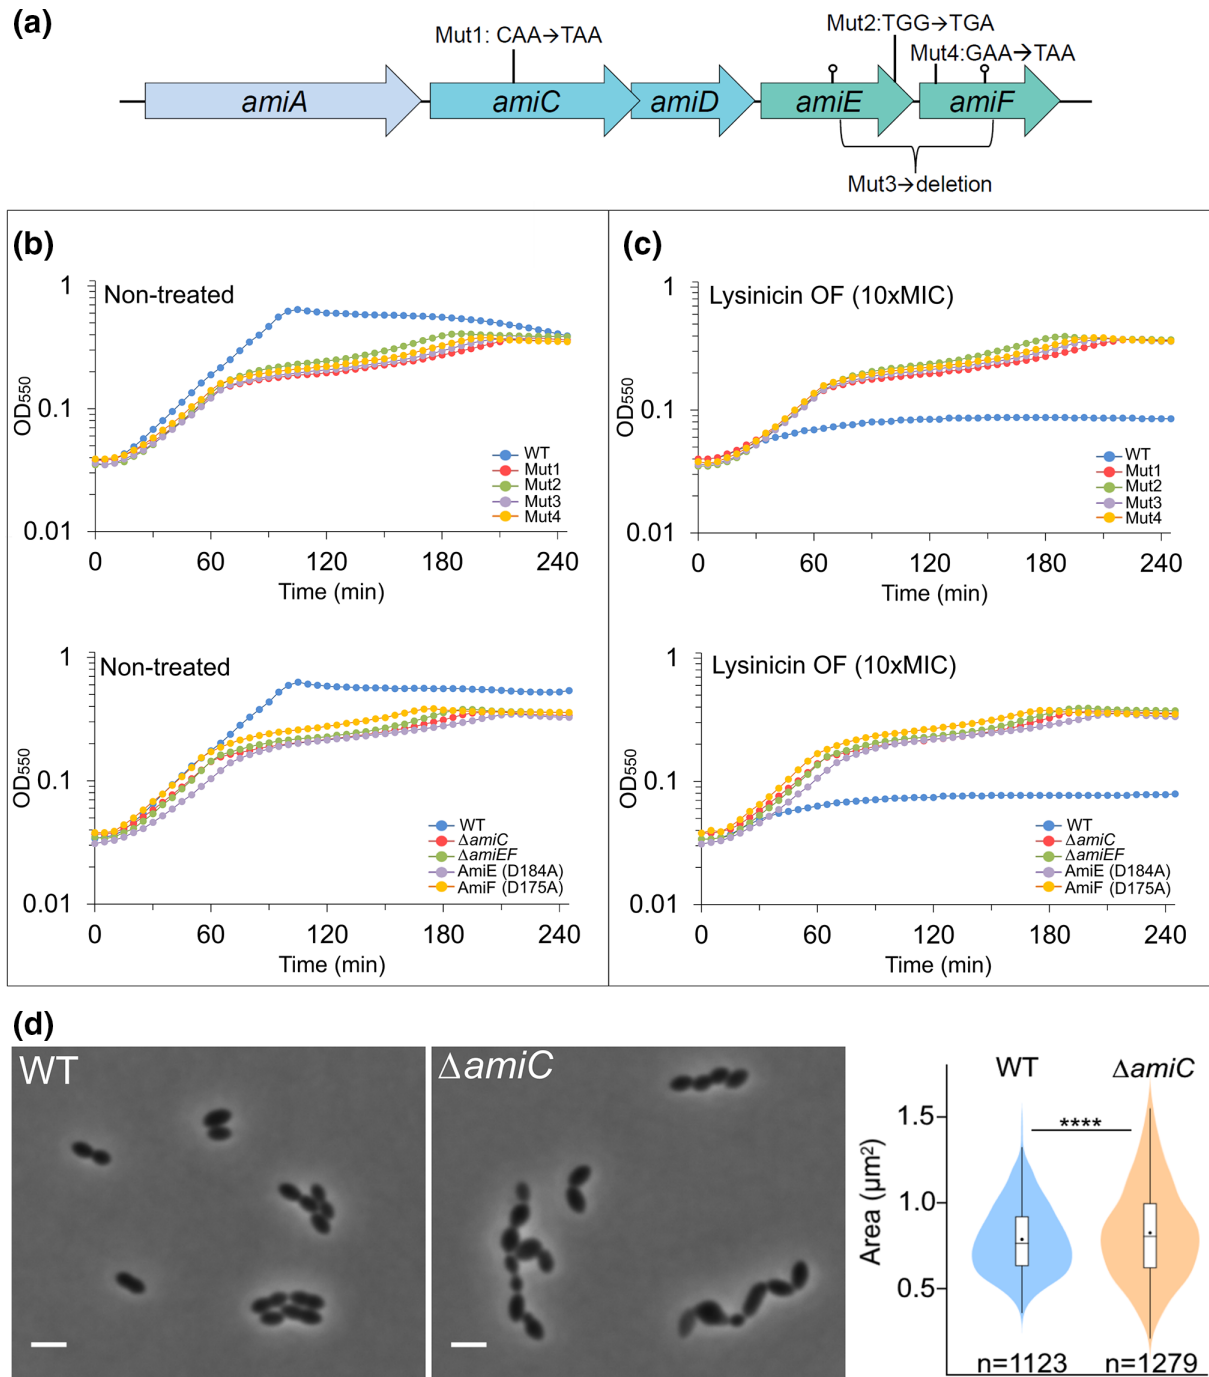 (a)
Mut1: CAA→TAA
Mut2:TGG→TGA
Mut4:GAA→TAA
amiA amiC amiD amiE amiF
Mut3→deletion
(b)
Non-treated
1
0.1
0.01
OD550
WT
Mut1
Mut2
Mut3
Mut4
0 60 120 180 240
Time (min)
Non-treated
1
0.1
0.01
OD550
WT
ΔamiC
ΔamiEF
AmiE (D184A)
AmiF (D175A)
0 60 120 180 240
Time (min)
(c)
Lysinicin OF (10xMIC)
1
0.1
0.01
OD550
WT
Mut1
Mut2
Mut3
Mut4
0 60 120 180 240
Time (min)
Lysinicin OF (10xMIC)
1
0.1
0.01
OD550
WT
ΔamiC
ΔamiEF
AmiE (D184A)
AmiF (D175A)
0 60 120 180 240
Time (min)
(d)
WT
ΔamiC
WT ΔamiC
****
1.5
1.0
0.5
Area (μm²)
n=1123 n=1279